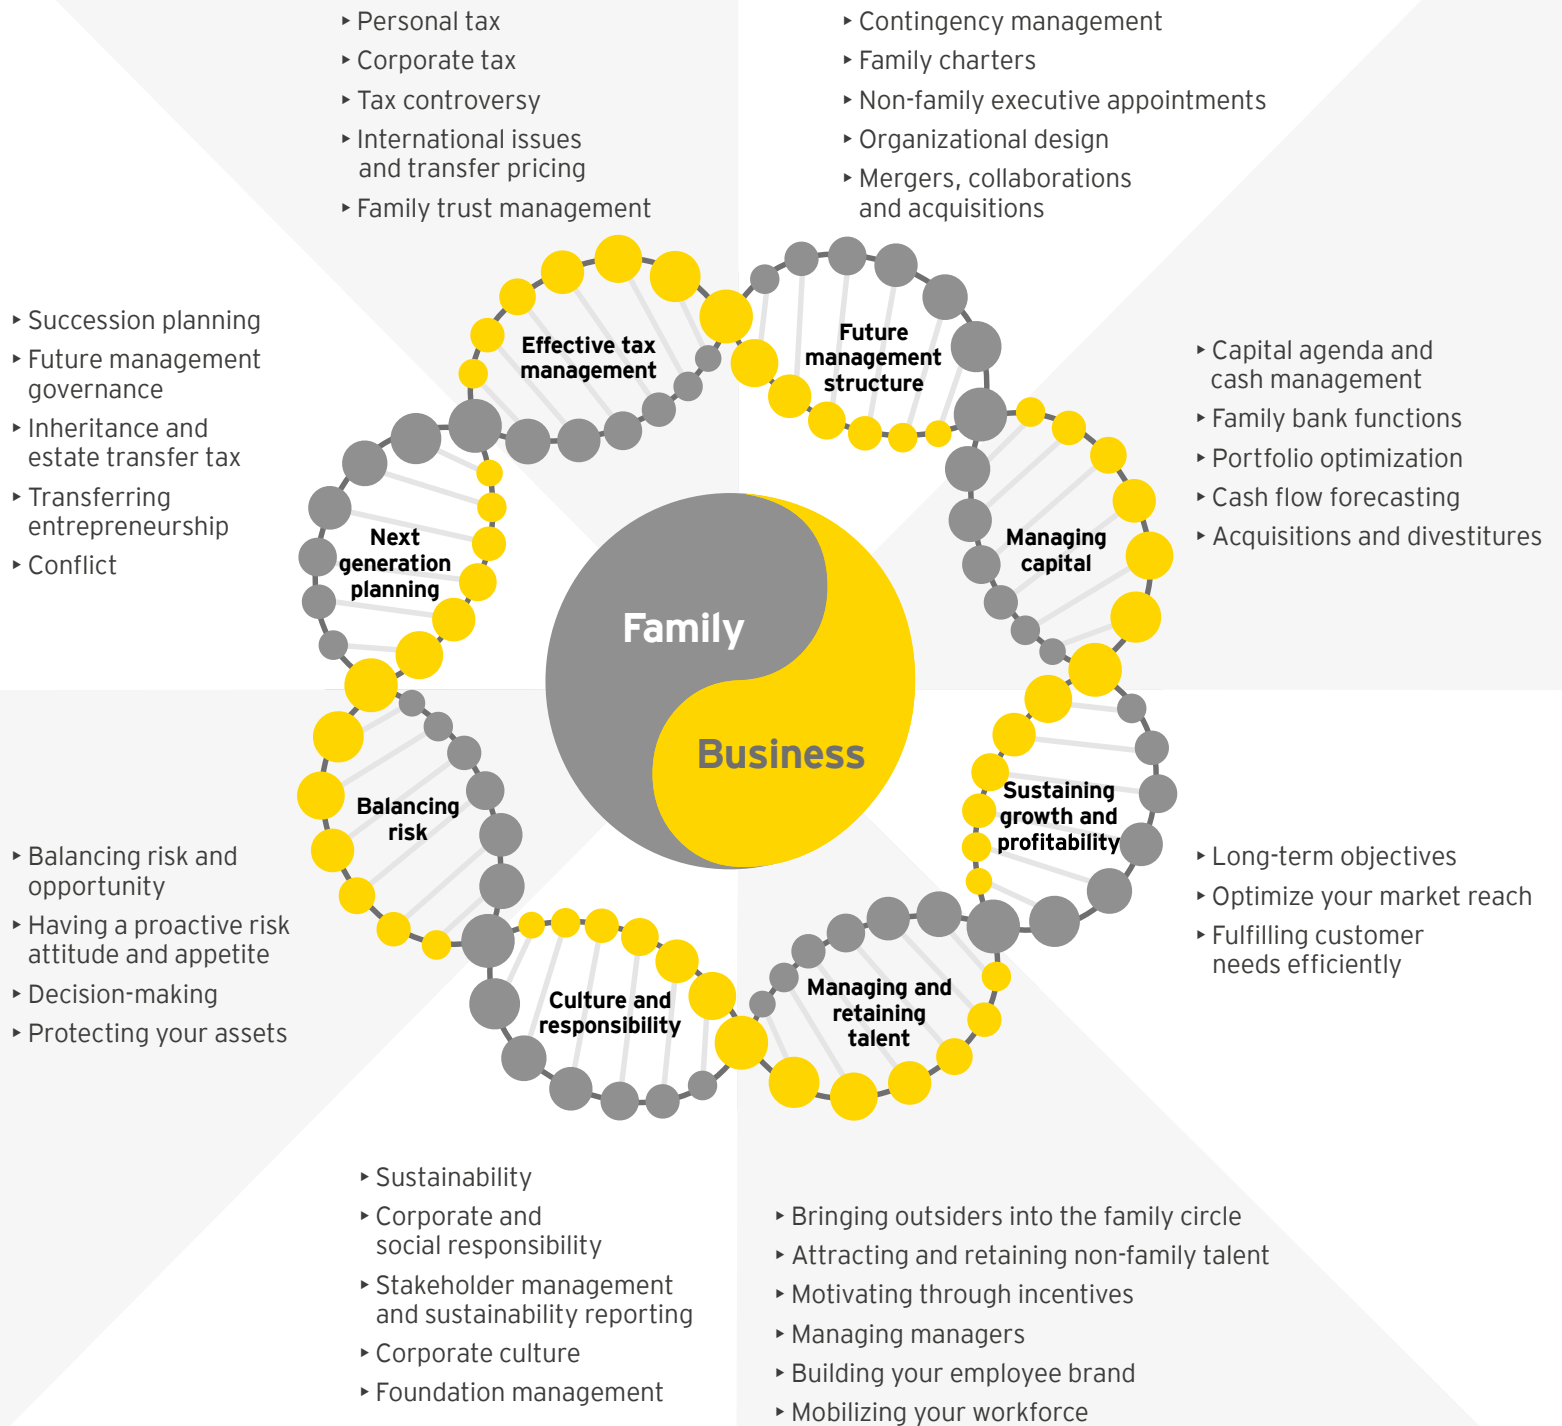 ‣ Personal tax
‣ Corporate tax
‣ Tax controversy
‣ International issues
and transfer pricing
‣ Family trust management
‣ Contingency management
‣ Family charters
‣ Non-family executive appointments
‣ Organizational design
‣ Mergers, collaborations
and acquisitions
‣ Succession planning
‣ Future management
governance
‣ Inheritance and
estate transfer tax
‣ Transferring
entrepreneurship
‣ Conflict
Effective tax
management
Future
management
structure
‣ Capital agenda and
cash management
‣ Family bank functions
‣ Portfolio optimization
‣ Cash flow forecasting
‣ Acquisitions and divestitures
Next
generation
planning
Managing
capital
Family
Business
Balancing
risk
Sustaining
growth and
profitability
‣ Balancing risk and
opportunity
‣ Having a proactive risk
attitude and appetite
‣ Decision-making
‣ Protecting your assets
‣ Long-term objectives
‣ Optimize your market reach
‣ Fulfilling customer
needs efficiently
Culture and
responsibility
Managing and
retaining
talent
‣ Sustainability
‣ Corporate and
social responsibility
‣ Stakeholder management
and sustainability reporting
‣ Corporate culture
‣ Foundation management
‣ Bringing outsiders into the family circle
‣ Attracting and retaining non-family talent
‣ Motivating through incentives
‣ Managing managers
‣ Building your employee brand
‣ Mobilizing your workforce